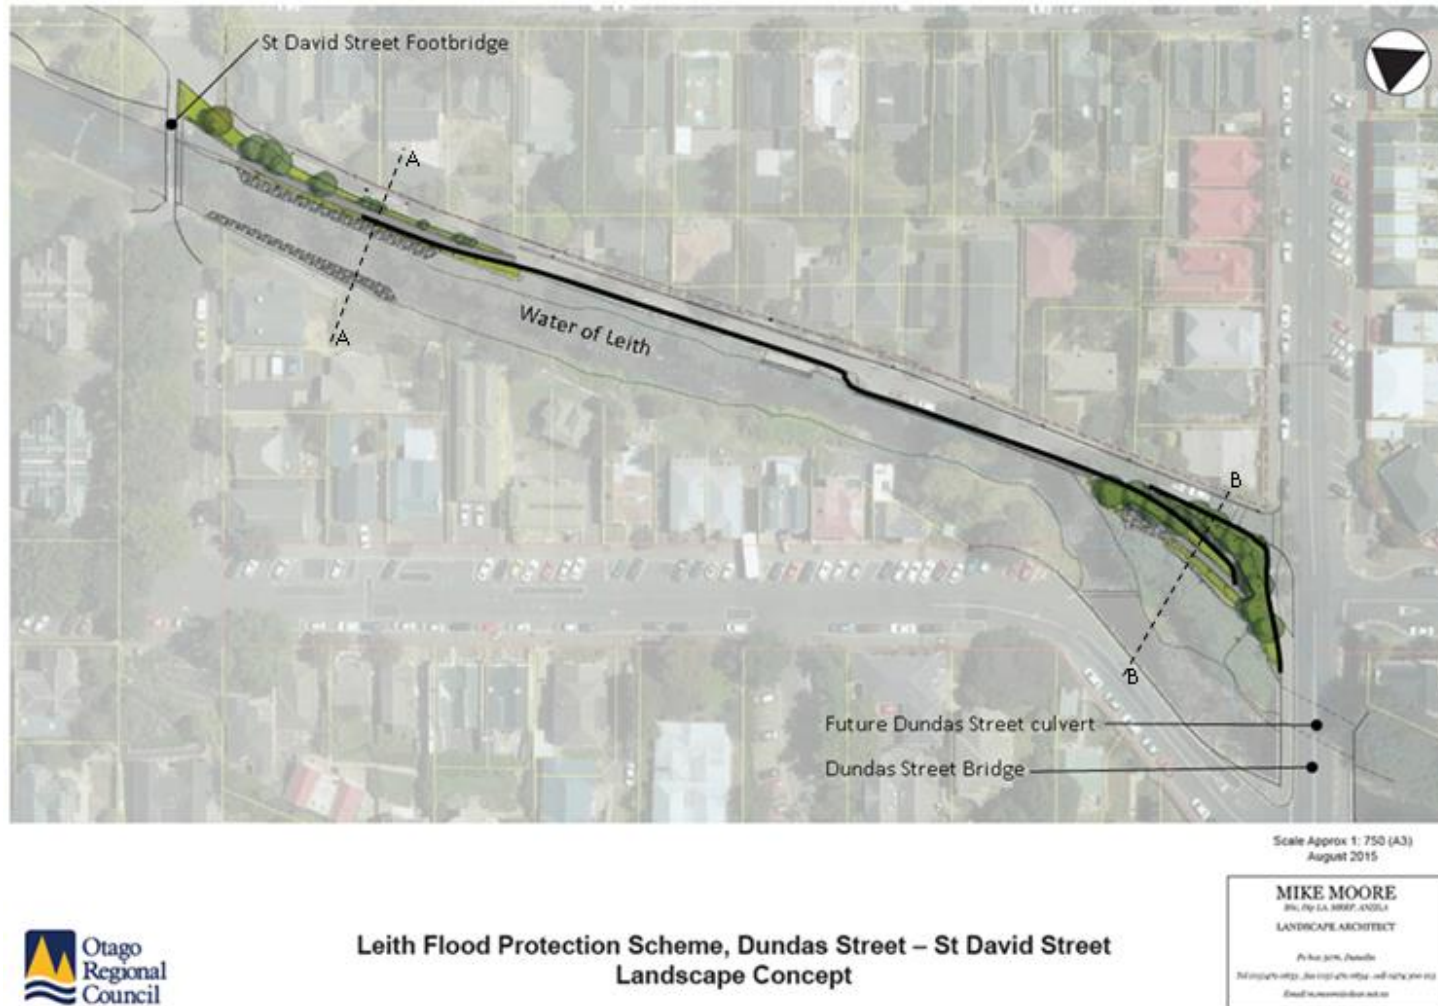 St David Street Footbridge
A
A
Water of Leith
B
B
Future Dundas Street culvert
Dundas Street Bridge
Scale Approx 1: 750 (A3)
August 2015
MIKE MOORE
LANDSCAPE ARCHITECT
Otago
Regional
Council
Leith Flood Protection Scheme, Dundas Street – St David Street
Landscape Concept